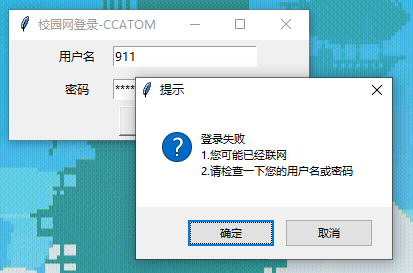 校园网登录-CCATOM
用户名
911
密码
****
提示
登录失败
1.您可能已经联网
2.请检查一下您的用户名或密码
确定
取消